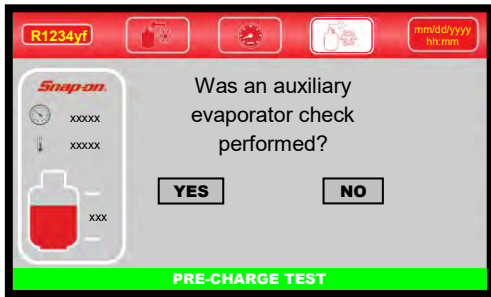 R1234yf
mm/dd/yyyy
hh:mm
Snap-on
xxxxx
xxxxx
xxx
Was an auxiliary
evaporator check
performed?
YES NO
PRE-CHARGE TEST